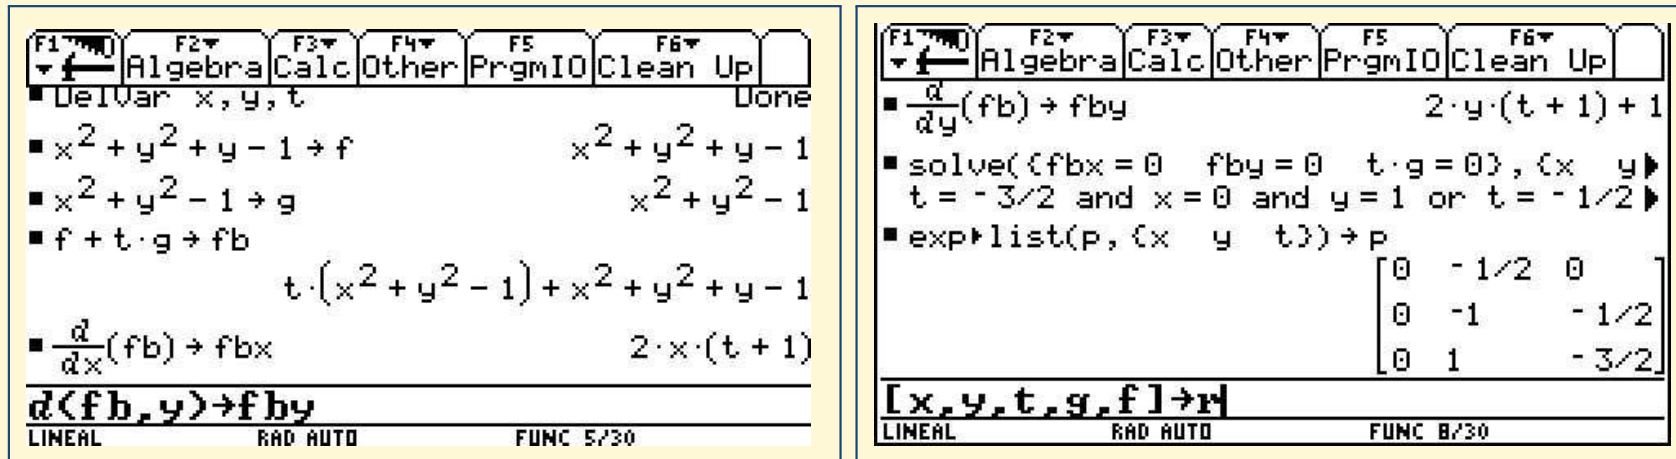 F1 F2 F3 F4 F5 F6
Algebra Calc Other PrgmIO Clean Up
DelVar x,y,t Done
x² + y² + y - 1 → f x² + y² + y - 1
x² + y² - 1 → g x² + y² - 1
f + t·g → fb
t·(x² + y² - 1) + x² + y² + y - 1
d/dx(fb) → fbx 2·x·(t + 1)
d(fb,y)→fby
LINEAL RAD AUTO FUNC 5/30
F1 F2 F3 F4 F5 F6
Algebra Calc Other PrgmIO Clean Up
d/dy(fb) → fby 2·y·(t + 1) + 1
solve({fbx = 0 fby = 0 t·g = 0},{x y▶
t = -3/2 and x = 0 and y = 1 or t = -1/2▶
exp▶list(p,{x y t}) → p
[0 -1/2 0
0 -1 -1/2
0 1 -3/2]
[x,y,t,g,f]→r
LINEAL RAD AUTO FUNC 8/30